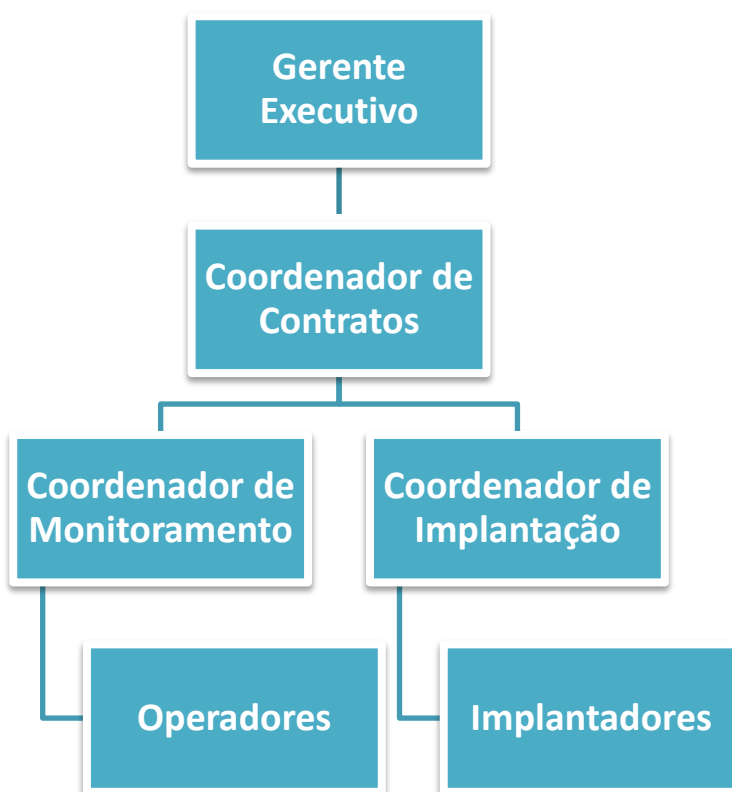 Gerente
Executivo
Coordenador de
Contratos
Coordenador de
Monitoramento
Coordenador de
Implantação
Operadores
Implantadores